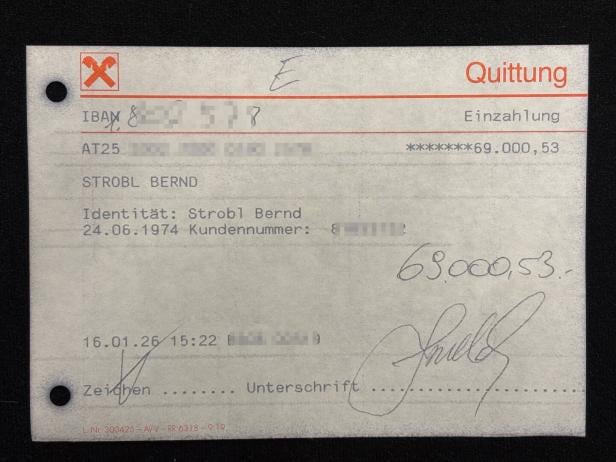 E
Quittung
IBAN
Einzahlung
AT25
*******69.000,53
STROBL BERND
Identität: Strobl Bernd
24.06.1974 Kundennummer: 8
69.000,53.-
16.01.26 15:22
Zeichen ........ Unterschrift ....................